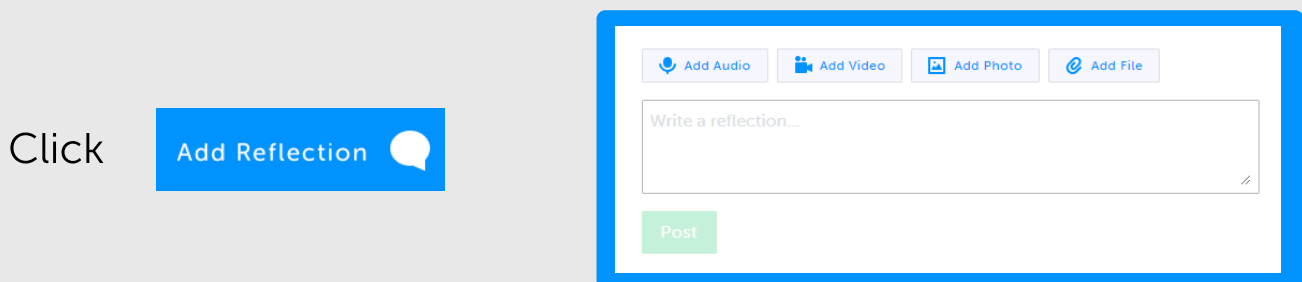 Click
Add Reflection
Add Audio
Add Video
Add Photo
Add File
Write a reflection...
Post